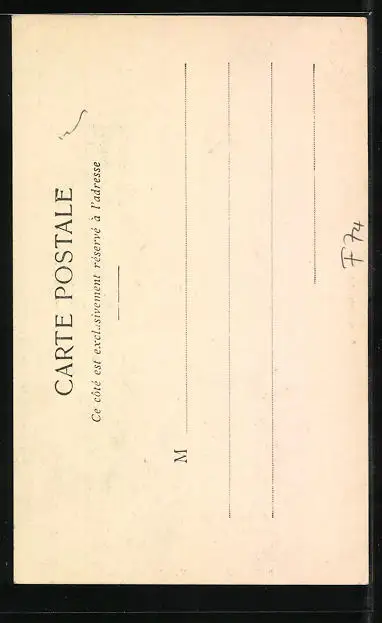 CARTE POSTALE
Ce côté est exclusivement réservé à l'adresse
M
F 74